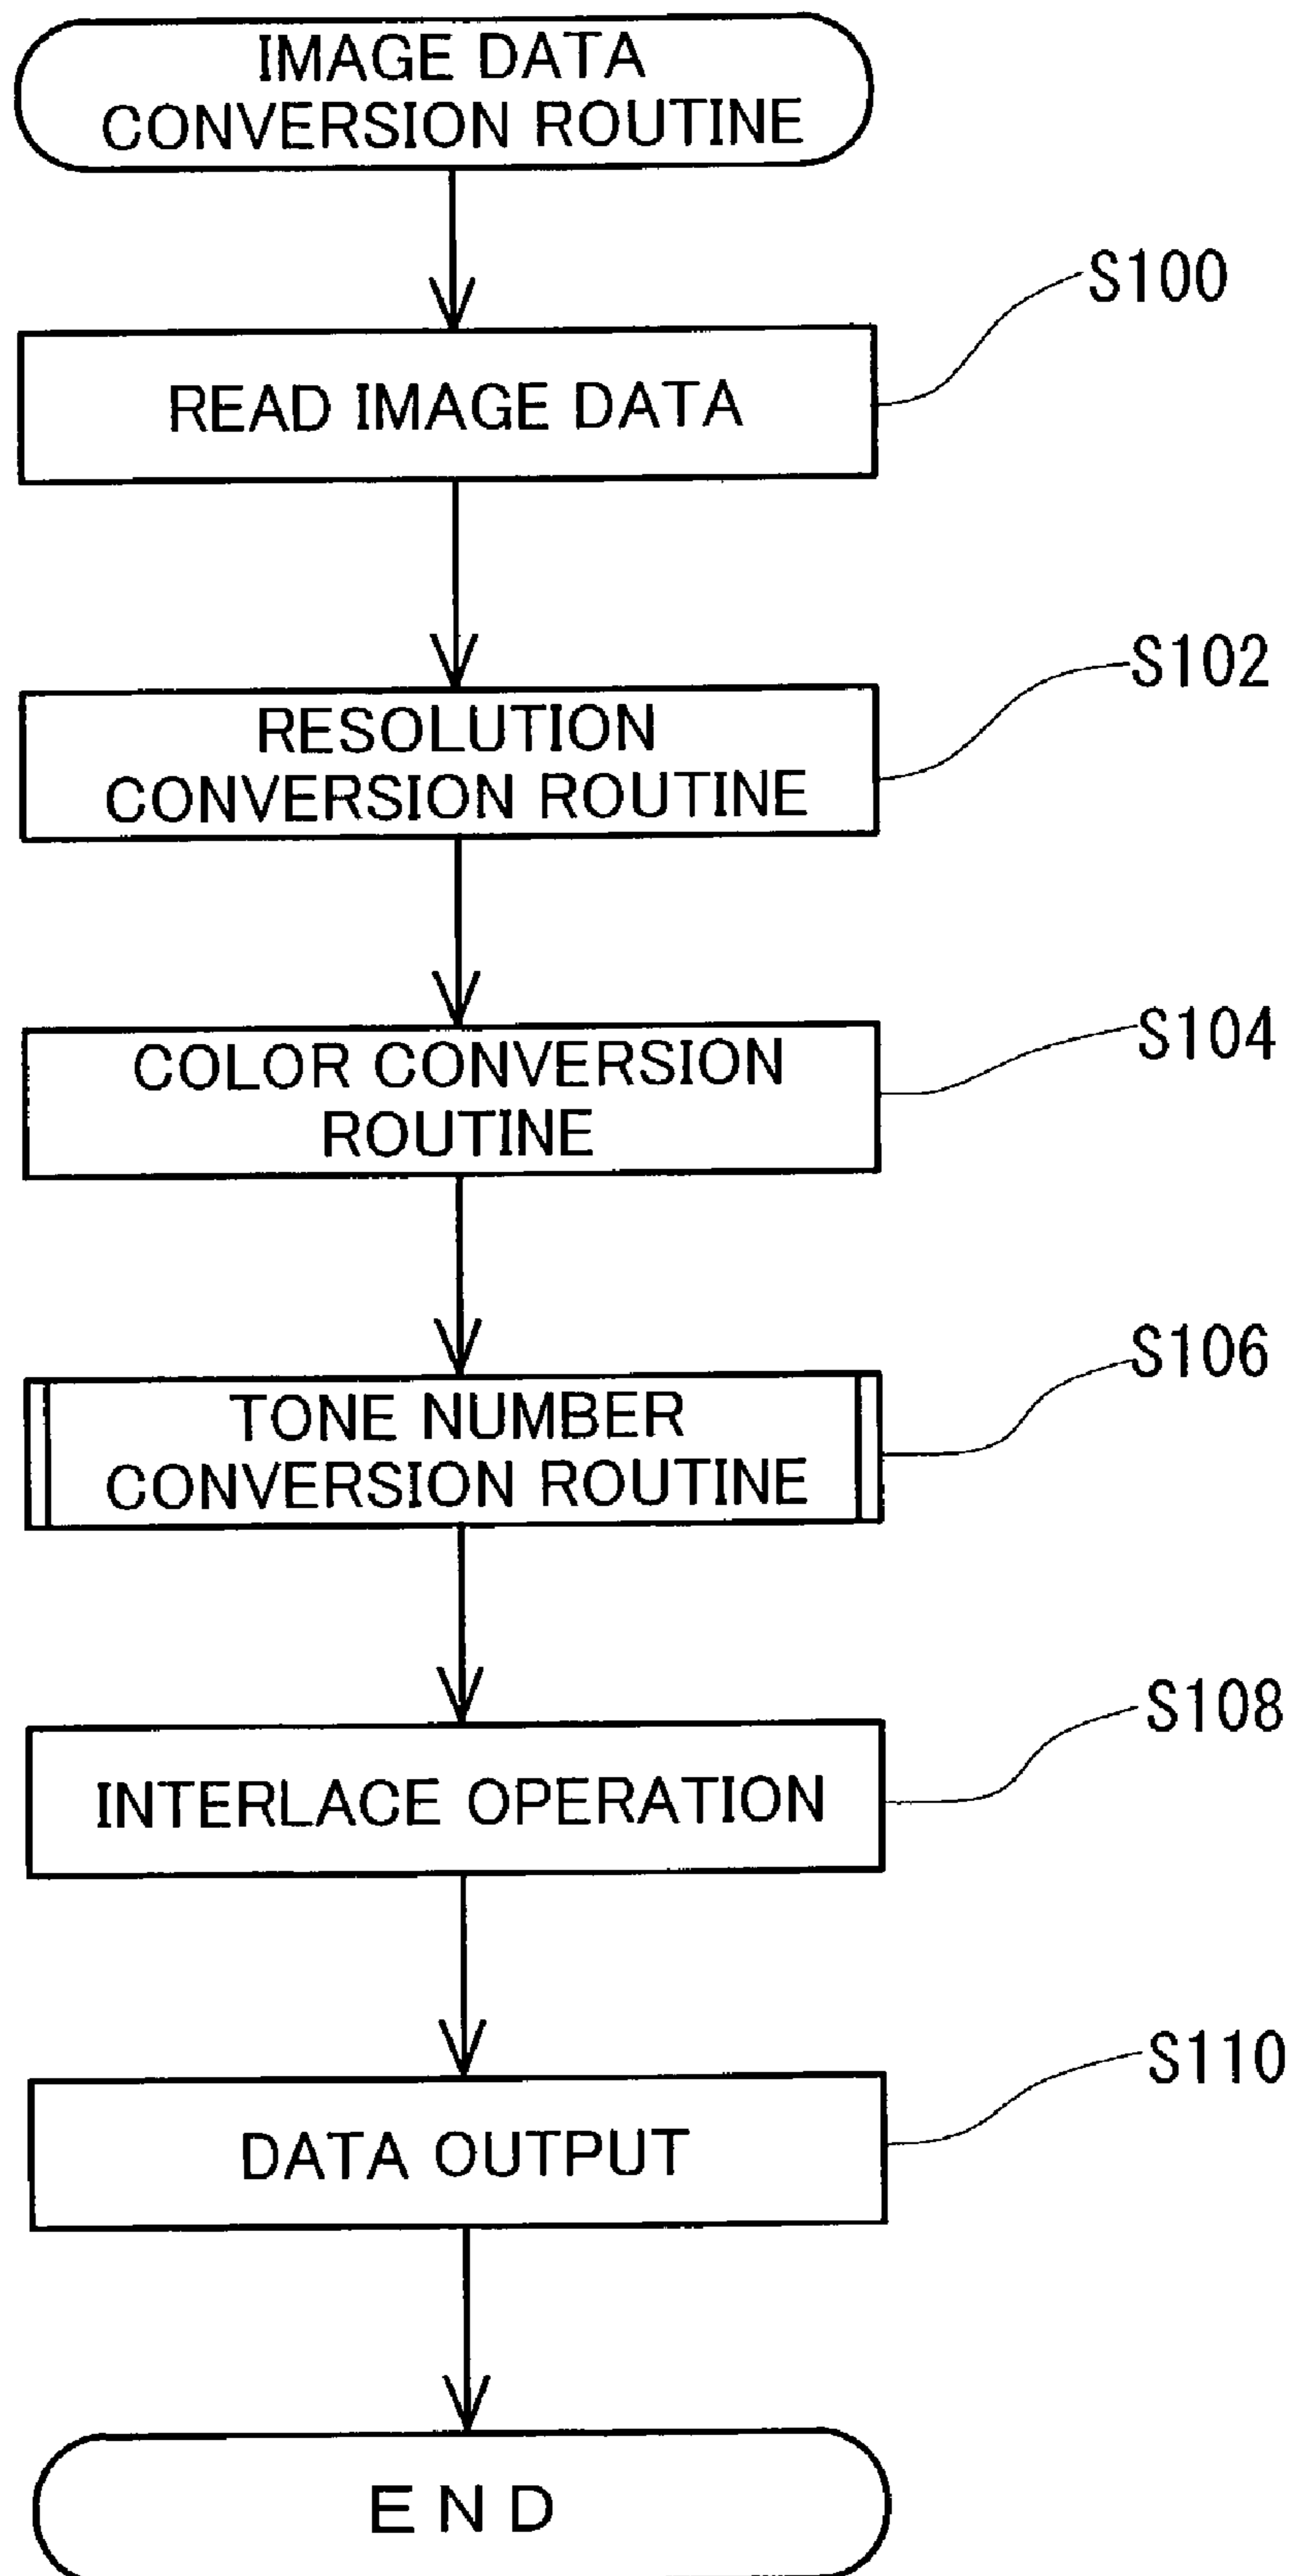 IMAGE DATA
CONVERSION ROUTINE
S100
READ IMAGE DATA
S102
RESOLUTION
CONVERSION ROUTINE
S104
COLOR CONVERSION
ROUTINE
S106
TONE NUMBER
CONVERSION ROUTINE
S108
INTERLACE OPERATION
S110
DATA OUTPUT
END